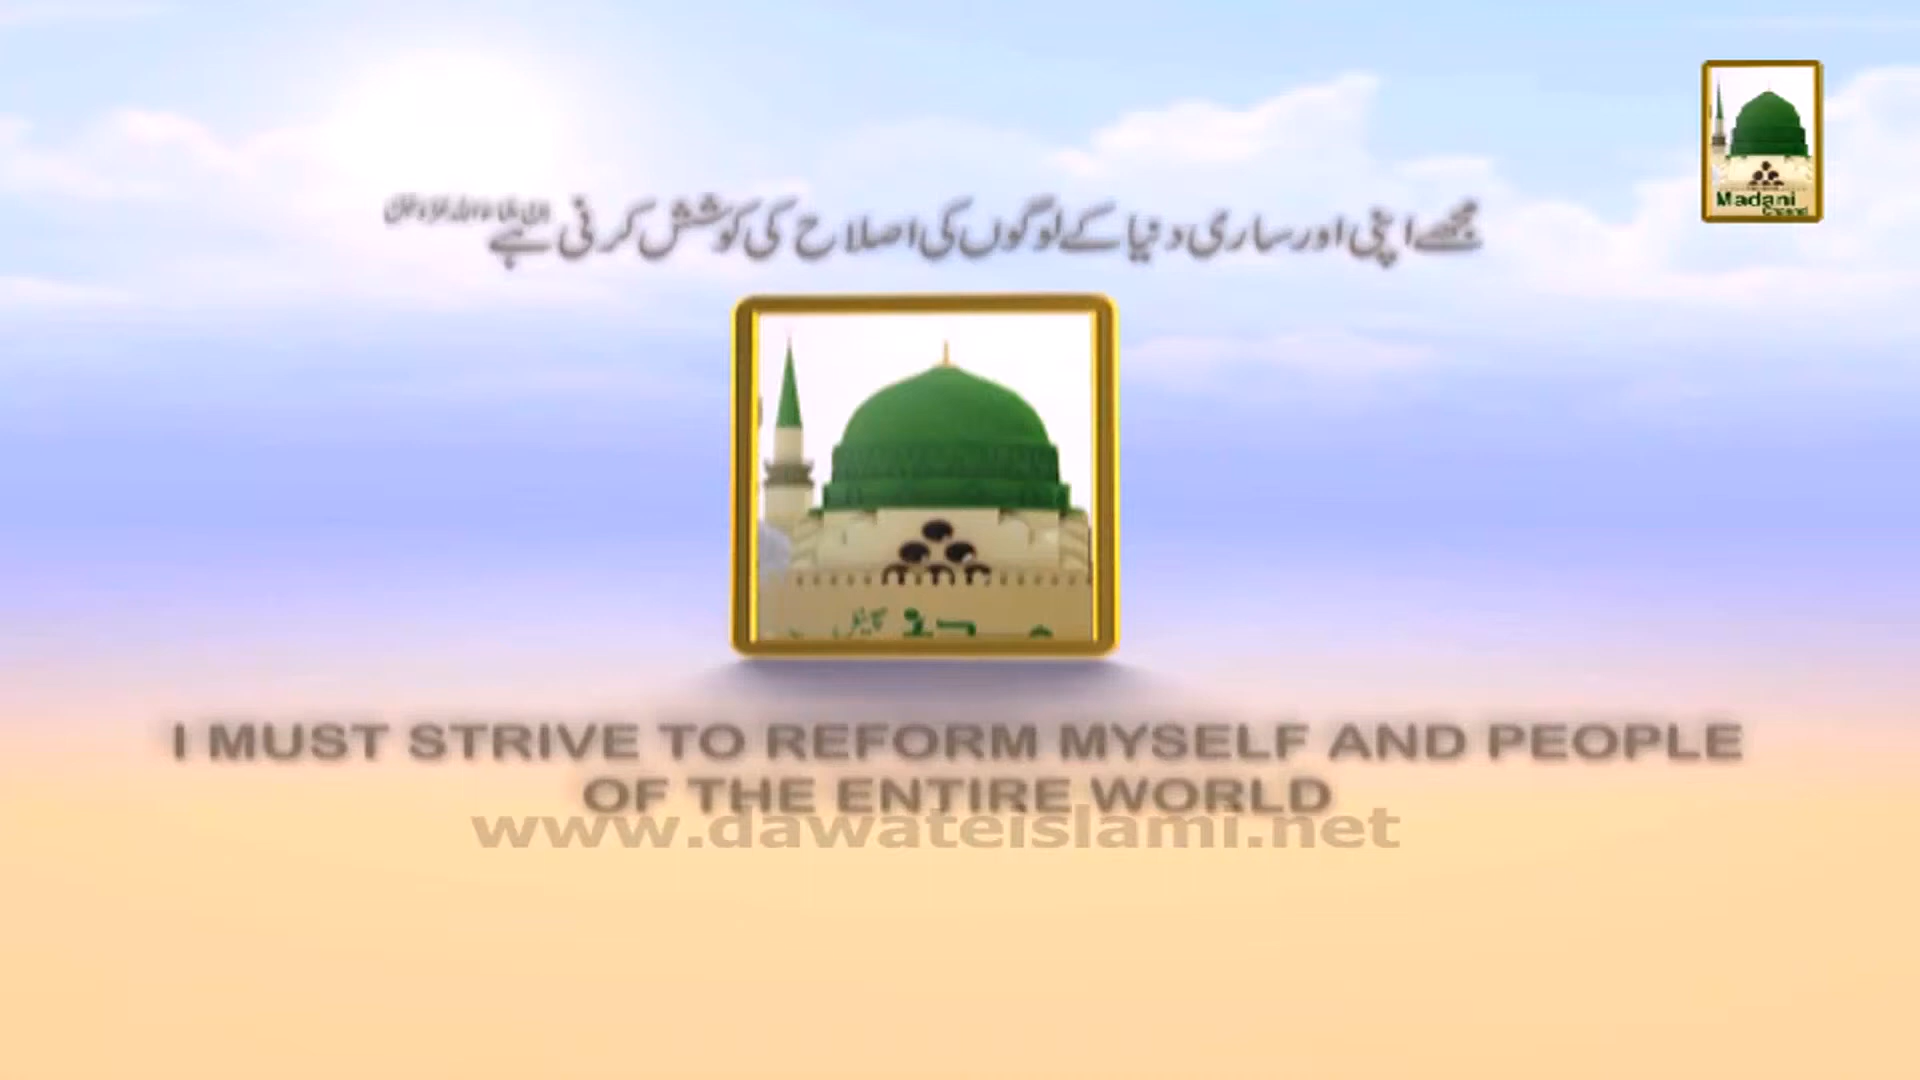 مجھے اپنی اور ساری دنیا کے لوگوں کی اصلاح کی کوشش کرنی ہے
Madani
Channel
I MUST STRIVE TO REFORM MYSELF AND PEOPLE
OF THE ENTIRE WORLD
www.dawateislami.net